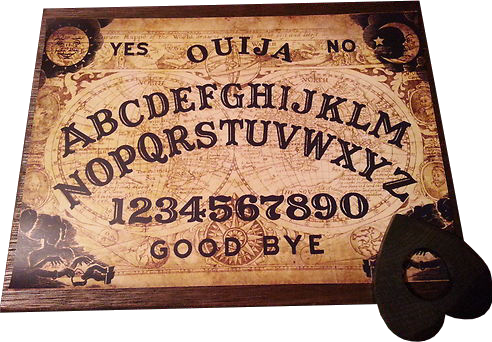 YES OUIJA NO
ABCDEFGHIJKLM
NOPQRSTUVWXYZ
1234567890
GOOD BYE